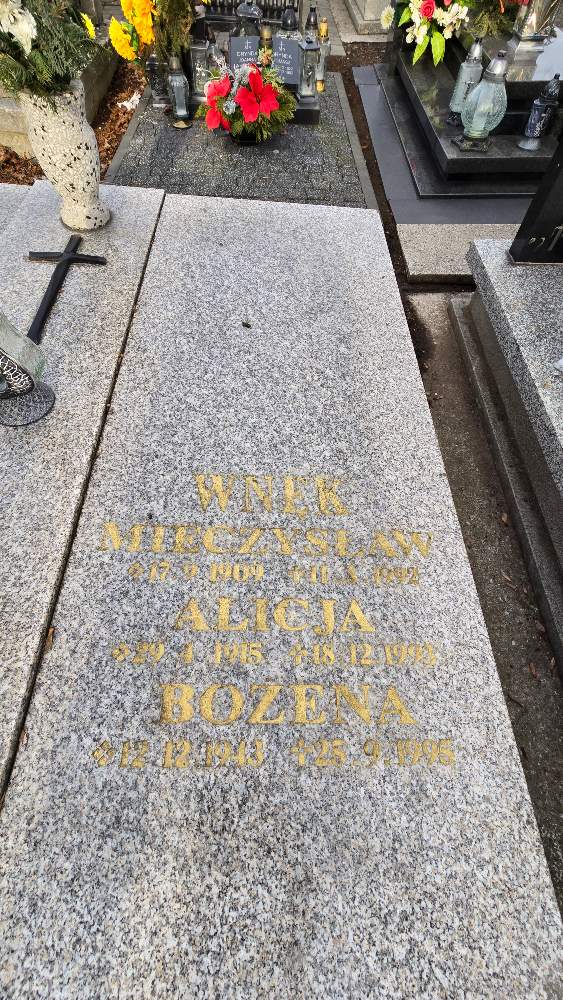 WNĘK
MIECZYSŁAW
17.9.1909 11.3.1992
ALICJA
29.4.1915 18.12.1993
BOŻENA
12.12.1943 25.9.1995